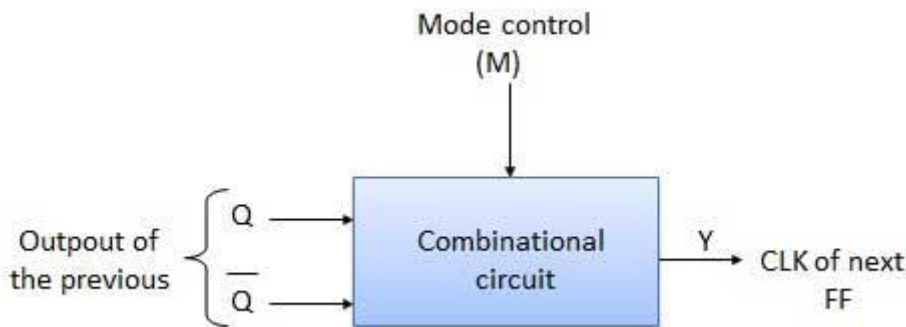 Mode control
(M)
Q
Outpout of
the previous
Q̅
Combinational
circuit
Y
CLK of next
FF